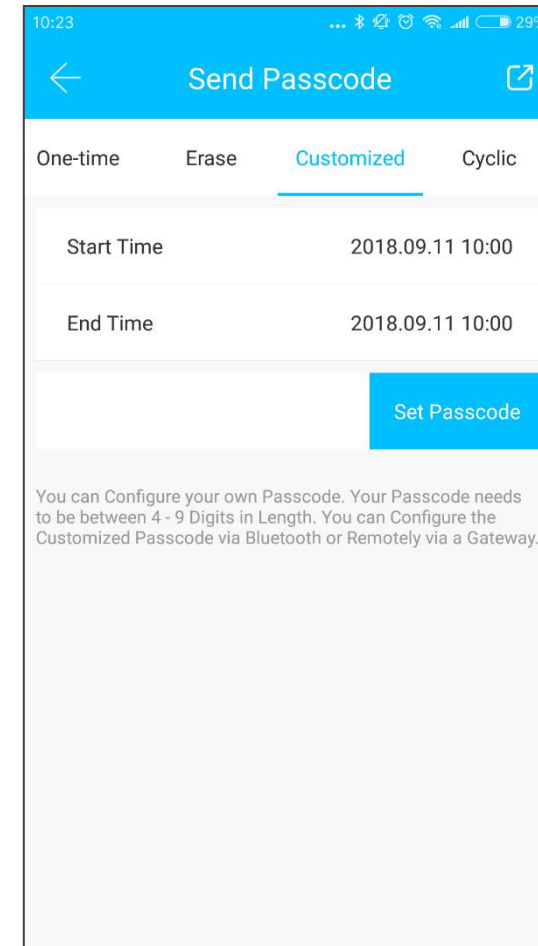 10:23 ... 29%
Send Passcode
One-time Erase Customized Cyclic
Start Time 2018.09.11 10:00
End Time 2018.09.11 10:00
Set Passcode
You can Configure your own Passcode. Your Passcode needs
to be between 4 - 9 Digits in Length. You can Configure the
Customized Passcode via Bluetooth or Remotely via a Gateway.